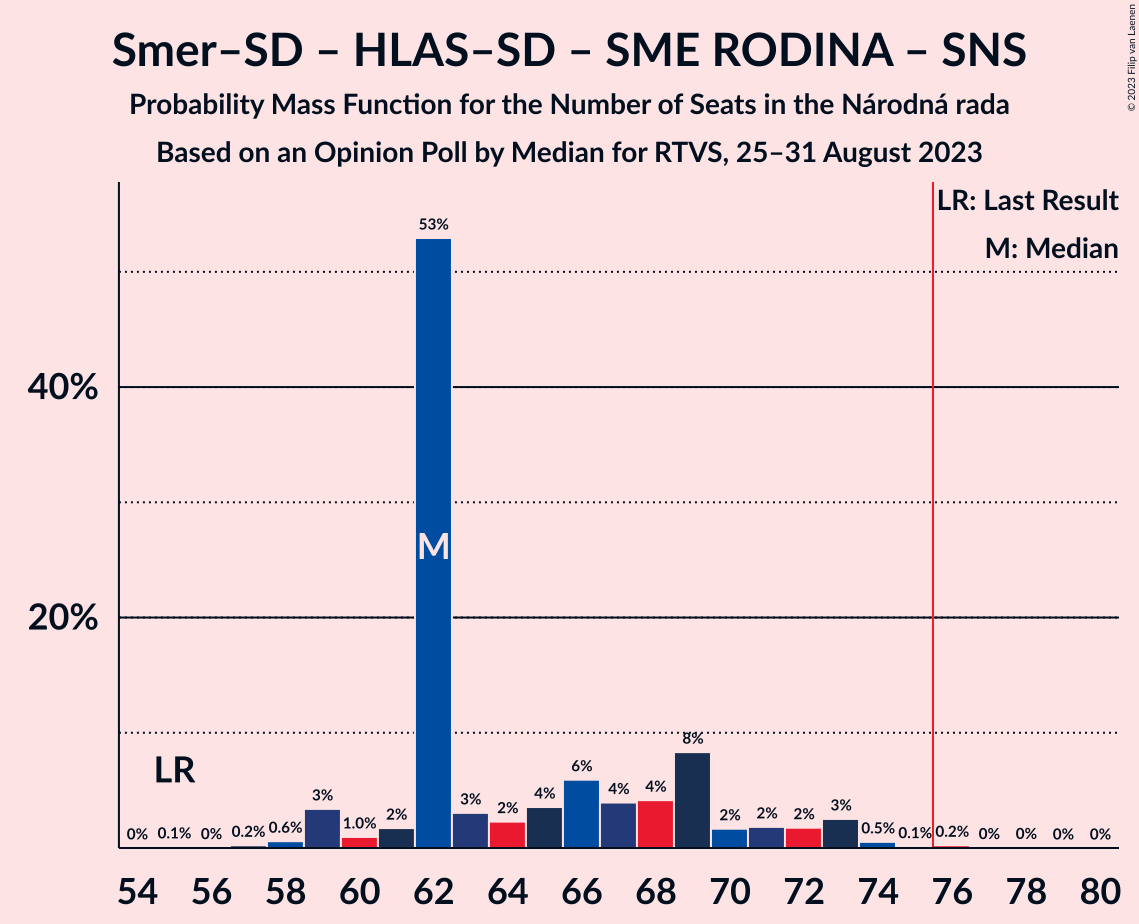 Smer–SD – HLAS–SD – SME RODINA – SNS
Probability Mass Function for the Number of Seats in the Národná rada
Based on an Opinion Poll by Median for RTVS, 25–31 August 2023
© 2023 Filip van Laenen
LR: Last Result
M: Median
53%
40%
M
20%
LR
0% 0.1% 0% 0.2% 0.6% 3% 1.0% 2% 3% 2% 4% 6% 4% 4% 8% 2% 2% 2% 3% 0.5% 0.1% 0.2% 0% 0% 0% 0%
54 56 58 60 62 64 66 68 70 72 74 76 78 80